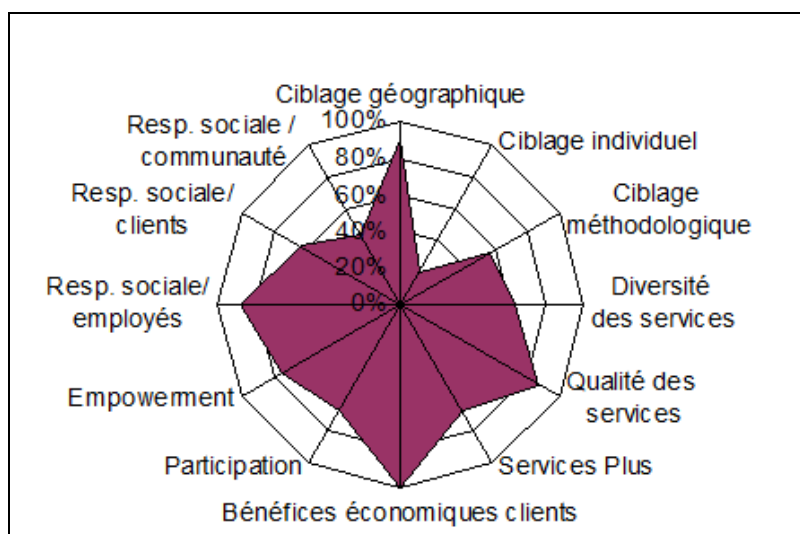 Ciblage géographique
100%
Resp. sociale /
communauté
Ciblage individuel
80%
Resp. sociale/
clients
Ciblage
méthodologique
60%
40%
20%
Resp. sociale/
employés
0%
Diversité
des services
Empowerment
Qualité des
services
Participation
Services Plus
Bénéfices économiques clients